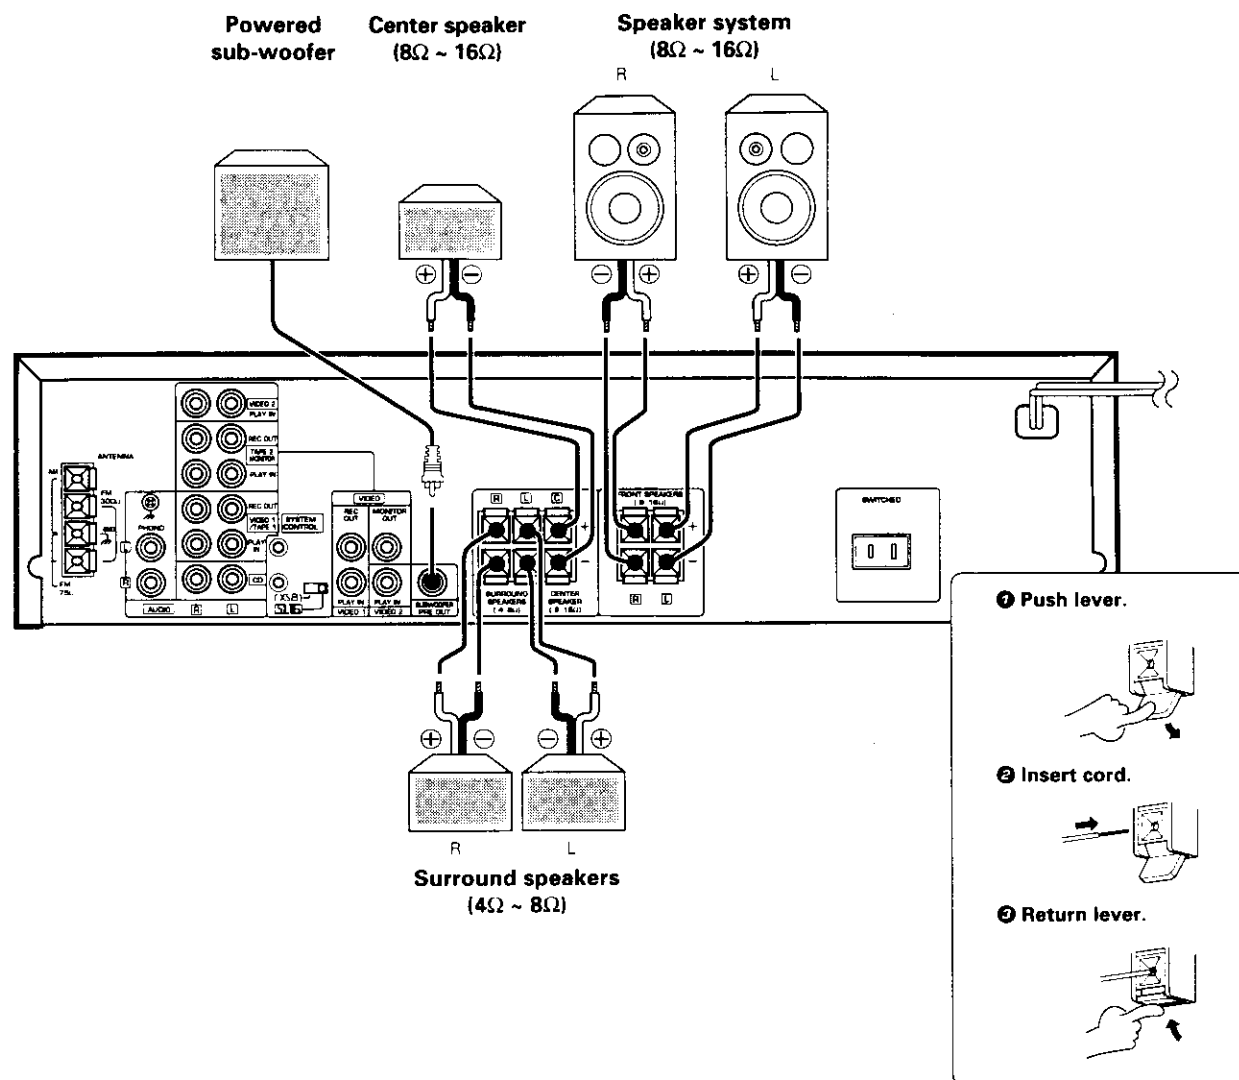 Powered
sub-woofer
Center speaker
(8Ω ~ 16Ω)
Speaker system
(8Ω ~ 16Ω)
R
L
⊕ ⊖
⊖ ⊕
⊕ ⊖
VIDEO 2
PLAY IN
REC OUT
TAPE 2
MONITOR
PLAY IN
ANTENNA
AM
FM
300Ω
GND
FM
75Ω
PHONO
L
R
REC OUT
VIDEO 1
/TAPE 1
PLAY
IN
CD
AUDIO
R
L
SYSTEM
CONTROL
(XS8)
SL16
VIDEO
REC
OUT
MONITOR
OUT
PLAY IN
VIDEO 1
PLAY IN
VIDEO 2
SUBWOOFER
PRE OUT
R
L
C
+
−
SURROUND
SPEAKERS
CENTER
SPEAKER
FRONT SPEAKERS
+
−
R
L
SWITCHED
⊕ ⊖
⊖ ⊕
R
L
Surround speakers
(4Ω ~ 8Ω)
❶ Push lever.
❷ Insert cord.
❸ Return lever.